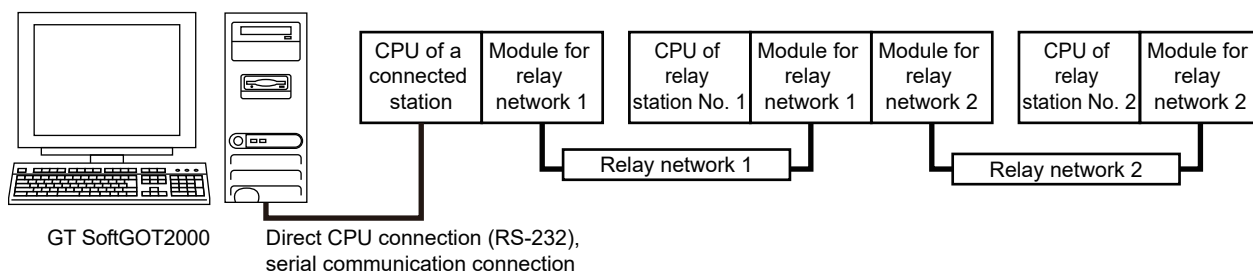 CPU of a
connected
station
Module for
relay
network 1
CPU of
relay
station No. 1
Module for
relay
network 1
Module for
relay
network 2
CPU of
relay
station No. 2
Module for
relay
network 2
Relay network 1
Relay network 2
GT SoftGOT2000
Direct CPU connection (RS-232),
serial communication connection